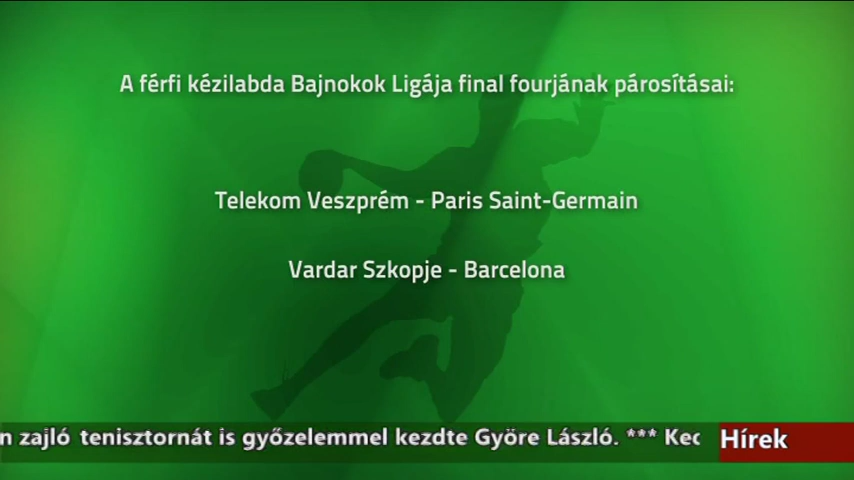 A férfi kézilabda Bajnokok Ligája final fourjának párosításai:
Telekom Veszprém - Paris Saint-Germain
Vardar Szkopje - Barcelona
n zajló tenisztornát is győzelemmel kezdte Györe László. *** Kec
Hírek